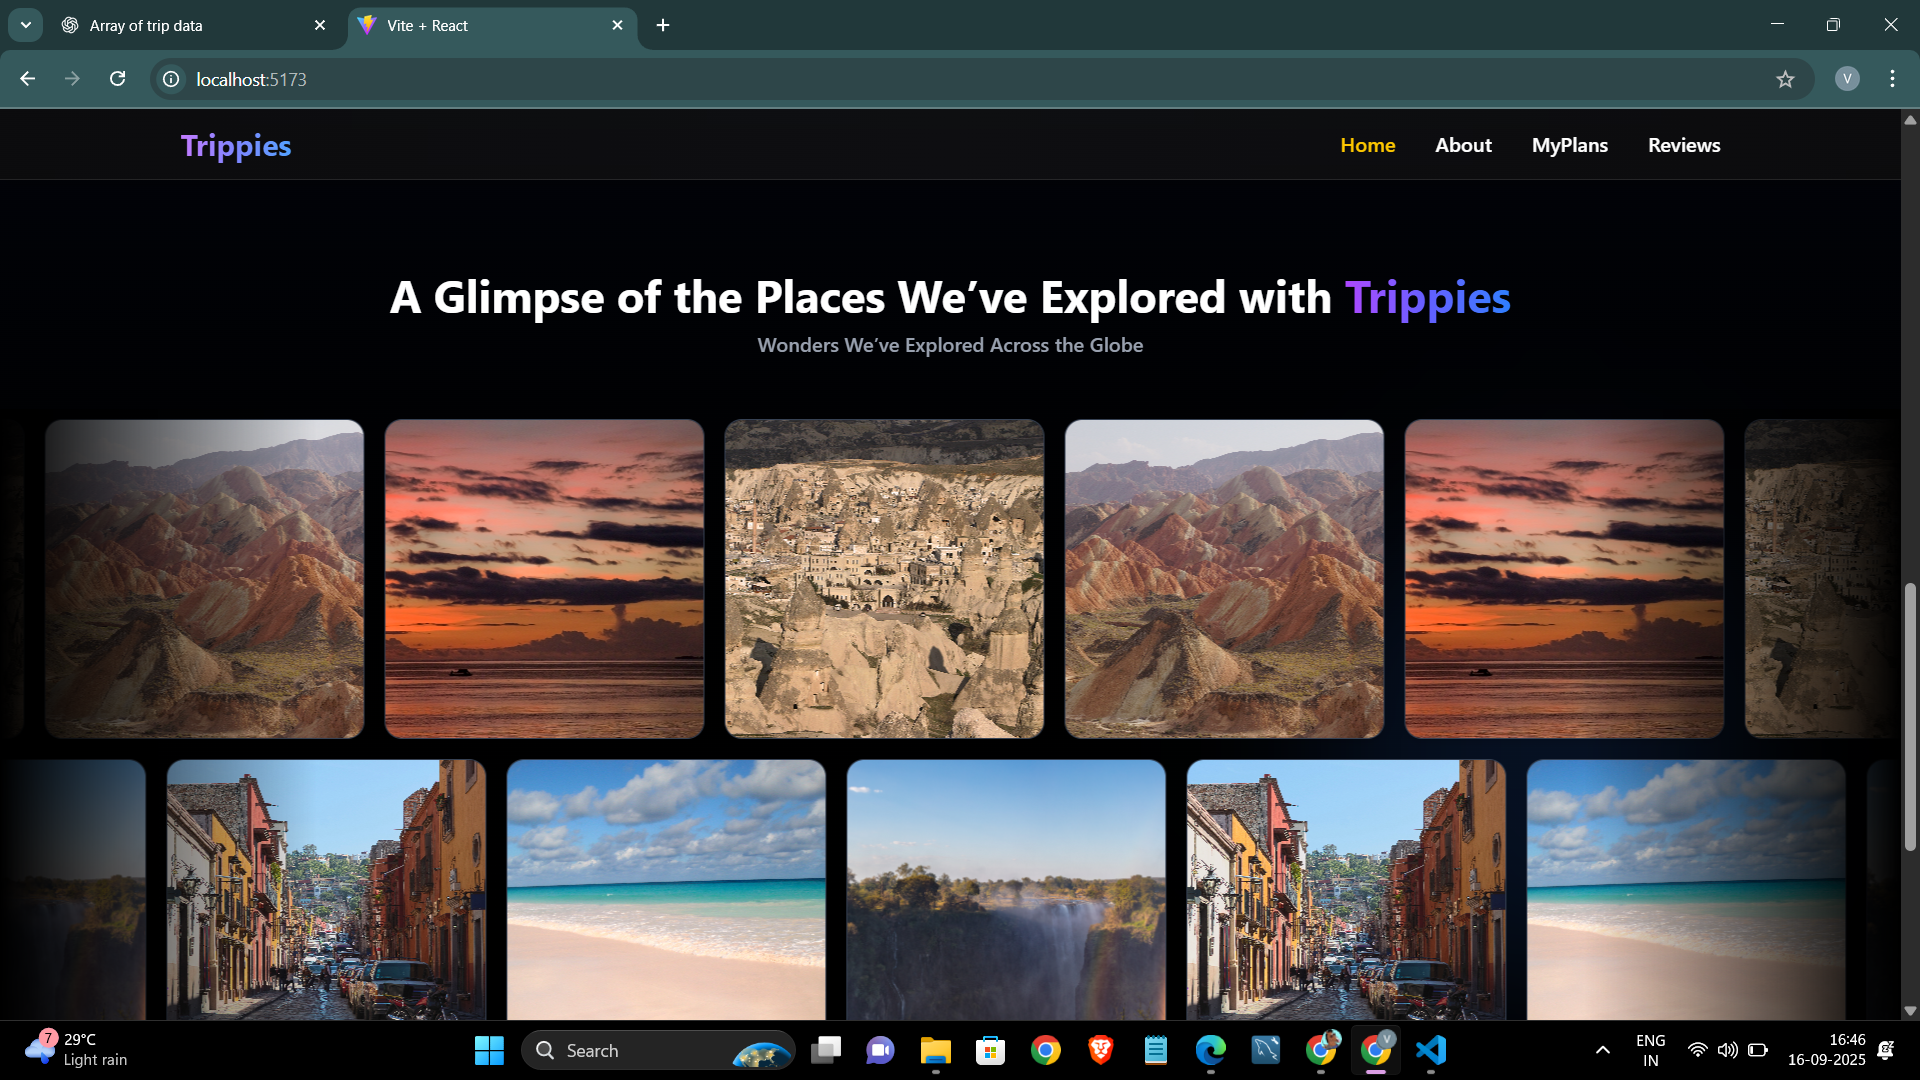 Array of trip data
Vite + React
localhost:5173
V
Trippies
Home
About
MyPlans
Reviews
A Glimpse of the Places We’ve Explored with Trippies
Wonders We’ve Explored Across the Globe
7
29°C
Light rain
Search
V
ENG
IN
16:46
16-09-2025